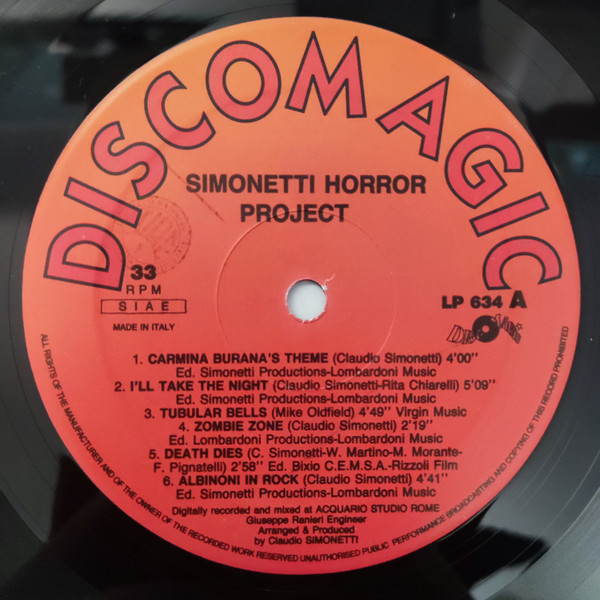 DISCOMAGIC
SIMONETTI HORROR
PROJECT
33
RPM
SIAE
MADE IN ITALY
LP 634 A
1. CARMINA BURANA'S THEME (Claudio Simonetti) 4'00''
Ed. Simonetti Productions-Lombardoni Music
2. I'LL TAKE THE NIGHT (Claudio Simonetti-Rita Chiarelli) 5'09''
Ed. Simonetti Productions-Lombardoni Music
3. TUBULAR BELLS (Mike Oldfield) 4'49'' Virgin Music
4. ZOMBIE ZONE (Claudio Simonetti) 2'19''
Ed. Lombardoni Productions-Lombardoni Music
5. DEATH DIES (C. Simonetti-W. Martino-M. Morante-
F. Pignatelli) 2'58'' Ed. Bixio C.E.M.S.A.-Rizzoli Film
6. ALBINONI IN ROCK (Claudio Simonetti) 4'41''
Ed. Simonetti Productions-Lombardoni Music
Digitally recorded and mixed at ACQUARIO STUDIO ROME
Giuseppe Ranieri Engineer
Arranged & Produced
by Claudio SIMONETTI
ALL RIGHTS OF THE MANUFACTURER AND OF THE OWNER OF THE RECORDED WORK RESERVED UNAUTHORISED PUBLIC PERFORMANCE BROADCASTING AND COPYING OF THIS RECORD PROHIBITED